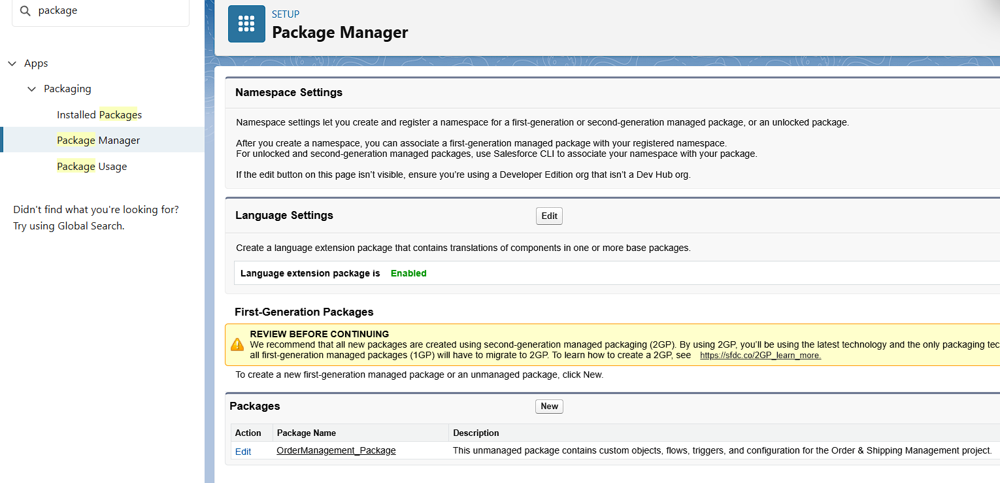 package
Apps
Packaging
Installed Packages
Package Manager
Package Usage
Didn't find what you're looking for?
Try using Global Search.
SETUP
Package Manager
Namespace Settings
Namespace settings let you create and register a namespace for a first-generation or second-generation managed package, or an unlocked package.
After you create a namespace, you can associate a first-generation managed package with your registered namespace.
For unlocked and second-generation managed packages, use Salesforce CLI to associate your namespace with your package.
If the edit button on this page isn't visible, ensure you're using a Developer Edition org that isn't a Dev Hub org.
Language Settings Edit
Create a language extension package that contains translations of components in one or more base packages.
Language extension package is Enabled
First-Generation Packages
REVIEW BEFORE CONTINUING
We recommend that all new packages are created using second-generation managed packaging (2GP). By using 2GP, you'll be using the latest technology and the only packaging tec
all first-generation managed packages (1GP) will have to migrate to 2GP. To learn how to create a 2GP, see https://sfdc.co/2GP_learn_more.
To create a new first-generation managed package or an unmanaged package, click New.
Packages New
Action Package Name Description
Edit OrderManagement_Package This unmanaged package contains custom objects, flows, triggers, and configuration for the Order & Shipping Management project.